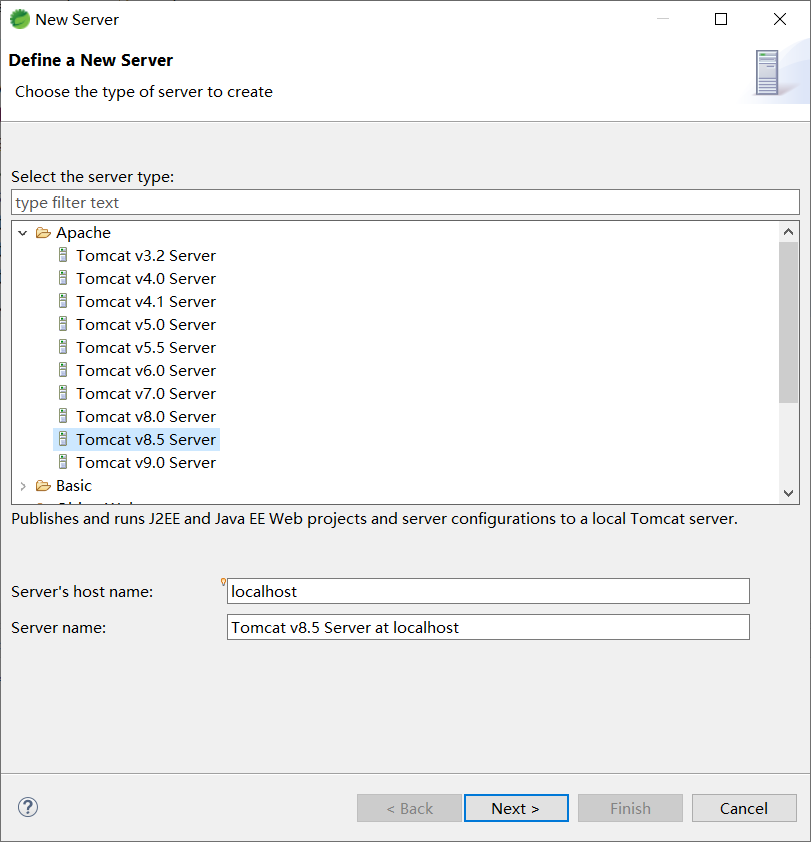 New Server
Define a New Server
Choose the type of server to create
Select the server type:
type filter text
Apache
Tomcat v3.2 Server
Tomcat v4.0 Server
Tomcat v4.1 Server
Tomcat v5.0 Server
Tomcat v5.5 Server
Tomcat v6.0 Server
Tomcat v7.0 Server
Tomcat v8.0 Server
Tomcat v8.5 Server
Tomcat v9.0 Server
Basic
Publishes and runs J2EE and Java EE Web projects and server configurations to a local Tomcat server.
Server's host name: localhost
Server name: Tomcat v8.5 Server at localhost
? < Back Next > Finish Cancel